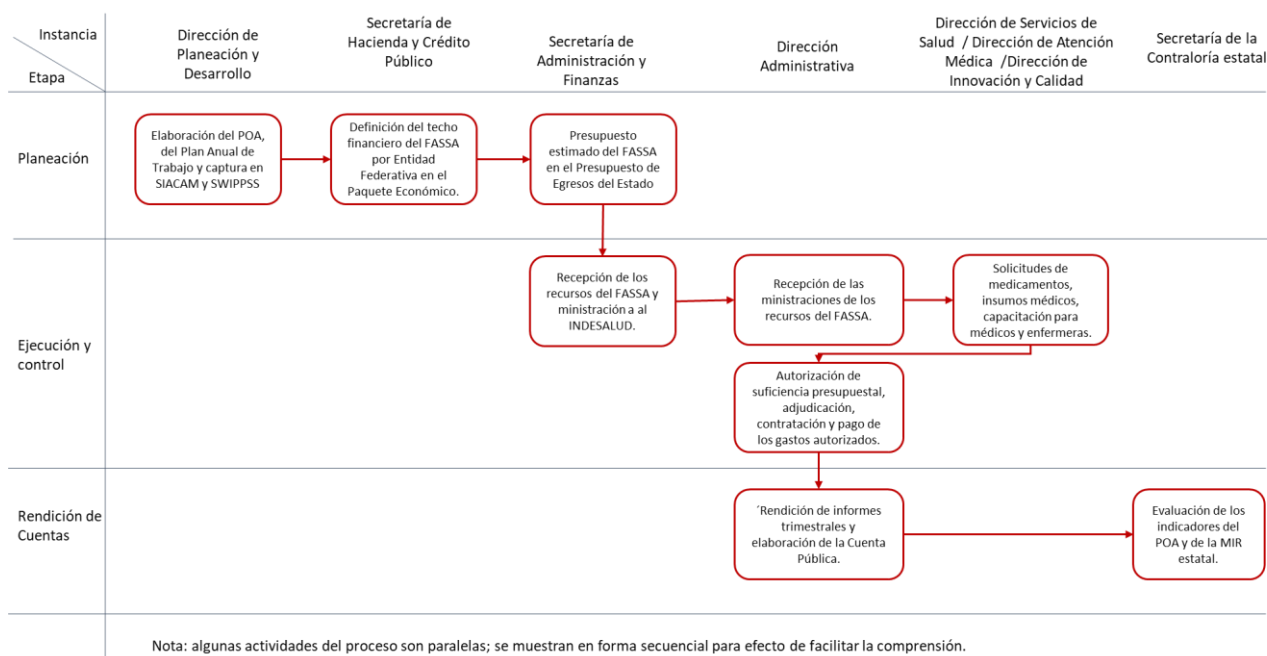 Instancia
Etapa
Dirección de
Planeación y
Desarrollo
Secretaría de
Hacienda y Crédito
Público
Secretaría de
Administración y
Finanzas
Dirección
Administrativa
Dirección de Servicios de
Salud / Dirección de Atención
Médica /Dirección de
Innovación y Calidad
Secretaría de la
Contraloría estatal
Planeación
Elaboración del POA,
del Plan Anual de
Trabajo y captura en
SIACAM y SWIPPSS
Definición del techo
financiero del FASSA
por Entidad
Federativa en el
Paquete Económico.
Presupuesto
estimado del FASSA
en el Presupuesto de
Egresos del Estado
Ejecución y
control
Recepción de los
recursos del FASSA y
ministración a al
INDESALUD.
Recepción de las
ministraciones de los
recursos del FASSA.
Solicitudes de
medicamentos,
insumos médicos,
capacitación para
médicos y enfermeras.
Autorización de
suficiencia presupuestal,
adjudicación,
contratación y pago de
los gastos autorizados.
Rendición de
Cuentas
´Rendición de informes
trimestrales y
elaboración de la Cuenta
Pública.
Evaluación de los
indicadores del
POA y de la MIR
estatal.
Nota: algunas actividades del proceso son paralelas; se muestran en forma secuencial para efecto de facilitar la comprensión.